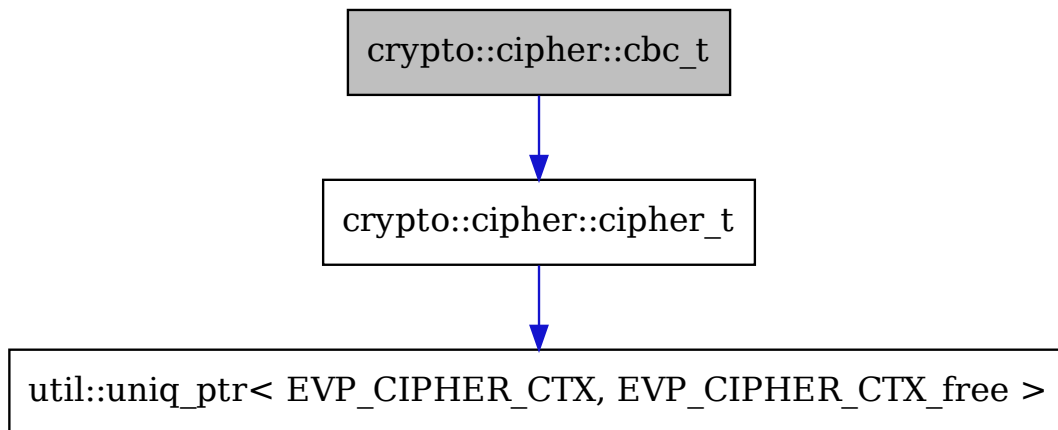 crypto::cipher::cbc_t
crypto::cipher::cipher_t
util::uniq_ptr< EVP_CIPHER_CTX, EVP_CIPHER_CTX_free >